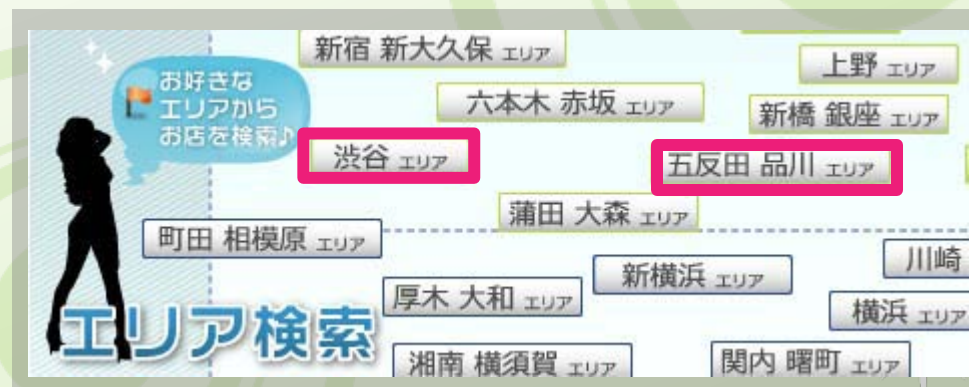 新宿 新大久保 エリア
上野 エリア
お好きな
エリアから
お店を検索♪
六本木 赤坂 エリア
新橋 銀座 エリア
渋谷 エリア
五反田 品川 エリア
蒲田 大森 エリア
町田 相模原 エリア
川崎
新横浜 エリア
厚木 大和 エリア
横浜 エリア
エリア検索
湘南 横須賀 エリア
関内 曙町 エリア